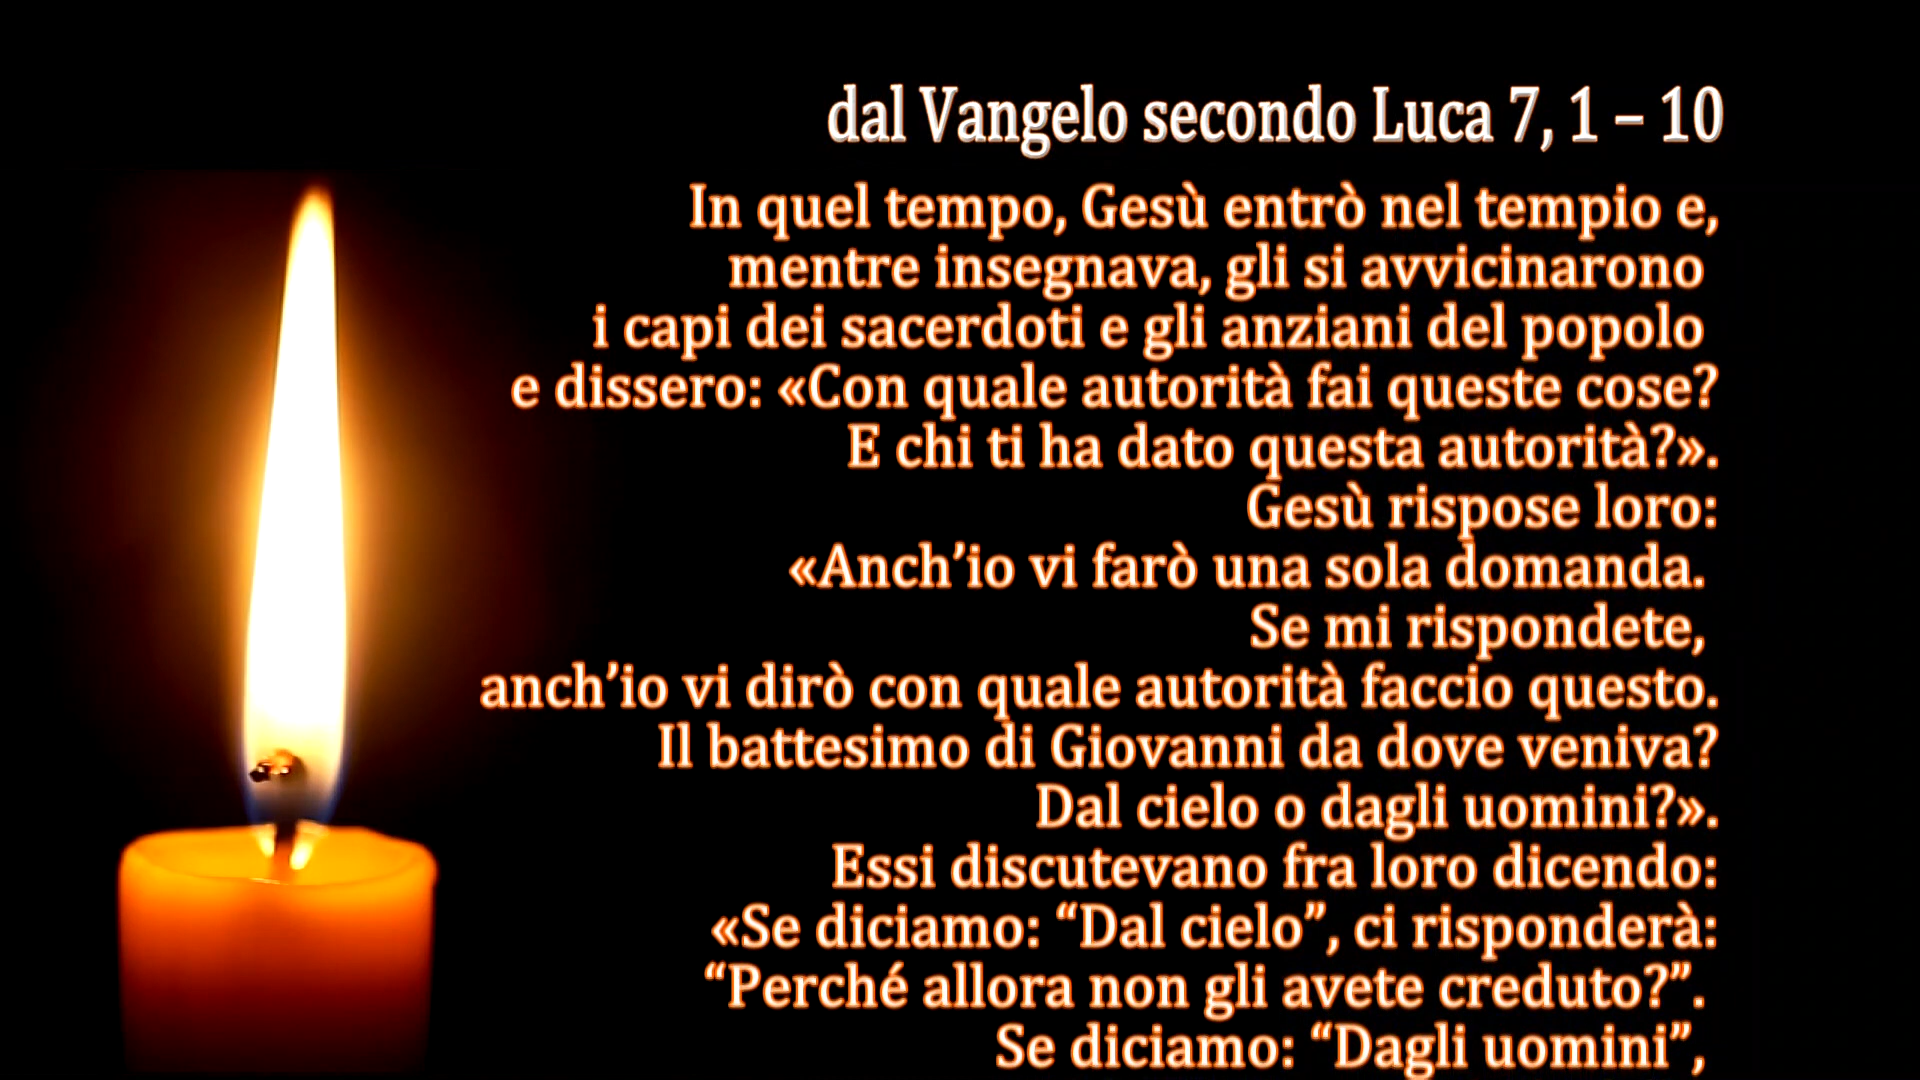 dal Vangelo secondo Luca 7, 1 – 10
In quel tempo, Gesù entrò nel tempio e,
mentre insegnava, gli si avvicinarono
i capi dei sacerdoti e gli anziani del popolo
e dissero: «Con quale autorità fai queste cose?
E chi ti ha dato questa autorità?».
Gesù rispose loro:
«Anch’io vi farò una sola domanda.
Se mi rispondete,
anch’io vi dirò con quale autorità faccio questo.
Il battesimo di Giovanni da dove veniva?
Dal cielo o dagli uomini?».
Essi discutevano fra loro dicendo:
«Se diciamo: “Dal cielo”, ci risponderà:
“Perché allora non gli avete creduto?”.
Se diciamo: “Dagli uomini”,